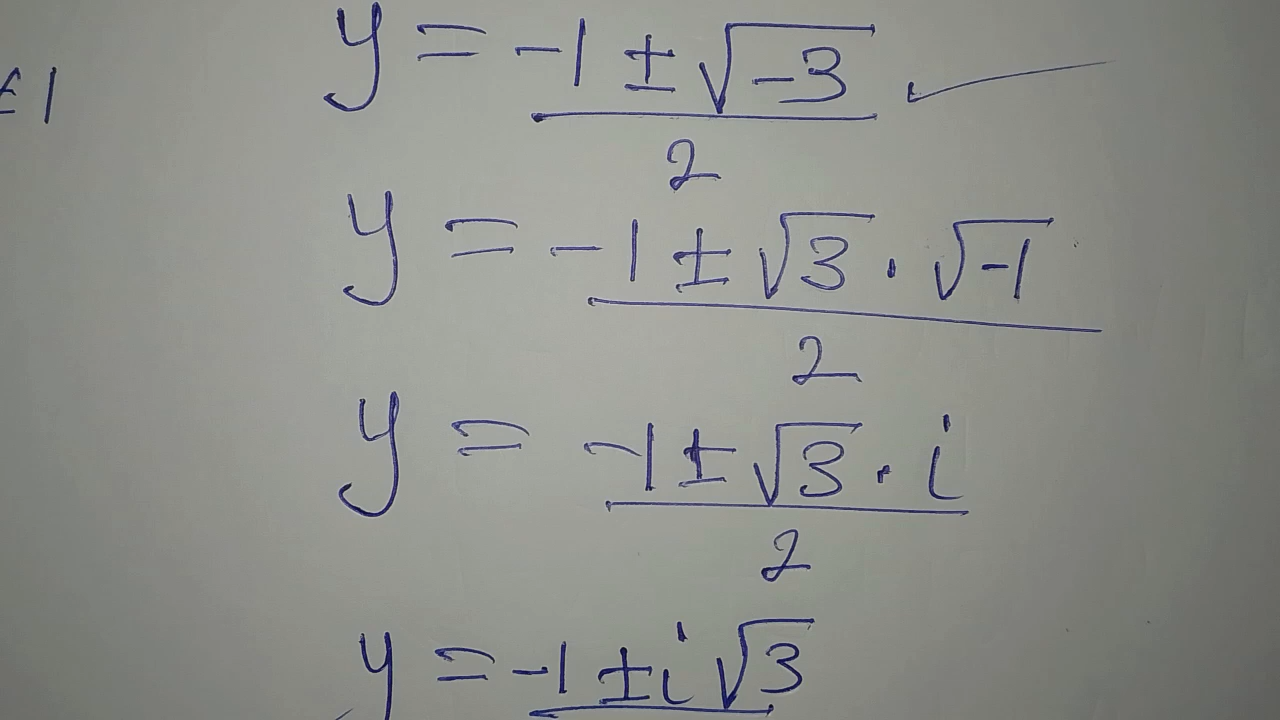 y = -1 ± √-3
2
y = -1 ± √3 · √-1
2
y = -1 ± √3 · i
2
y = -1 ± i √3